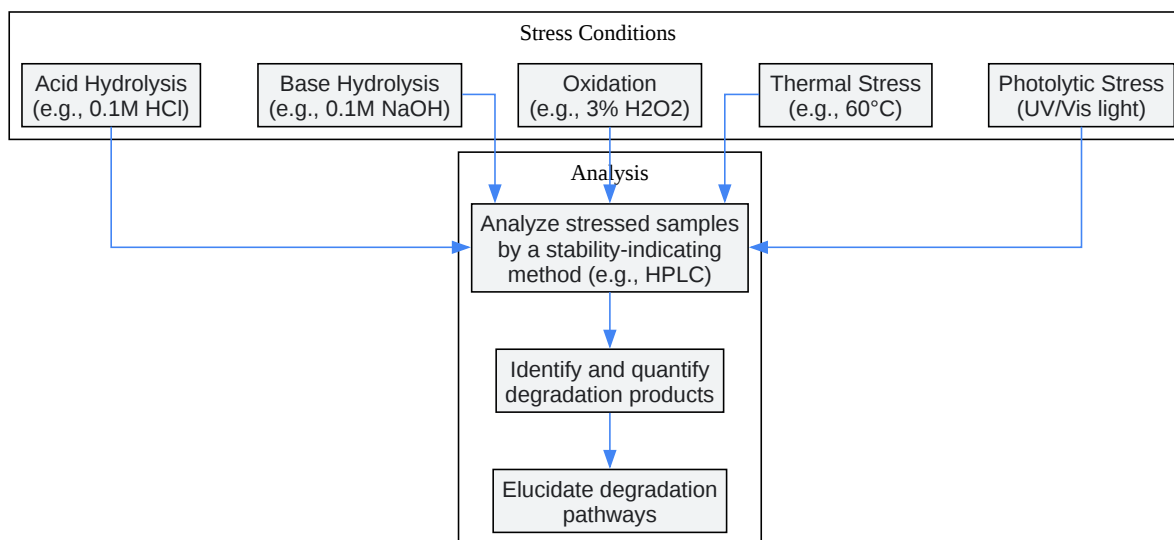 Stress Conditions
Acid Hydrolysis
(e.g., 0.1M HCl)
Base Hydrolysis
(e.g., 0.1M NaOH)
Oxidation
(e.g., 3% H2O2)
Thermal Stress
(e.g., 60°C)
Photolytic Stress
(UV/Vis light)
Analysis
Analyze stressed samples
by a stability-indicating
method (e.g., HPLC)
Identify and quantify
degradation products
Elucidate degradation
pathways